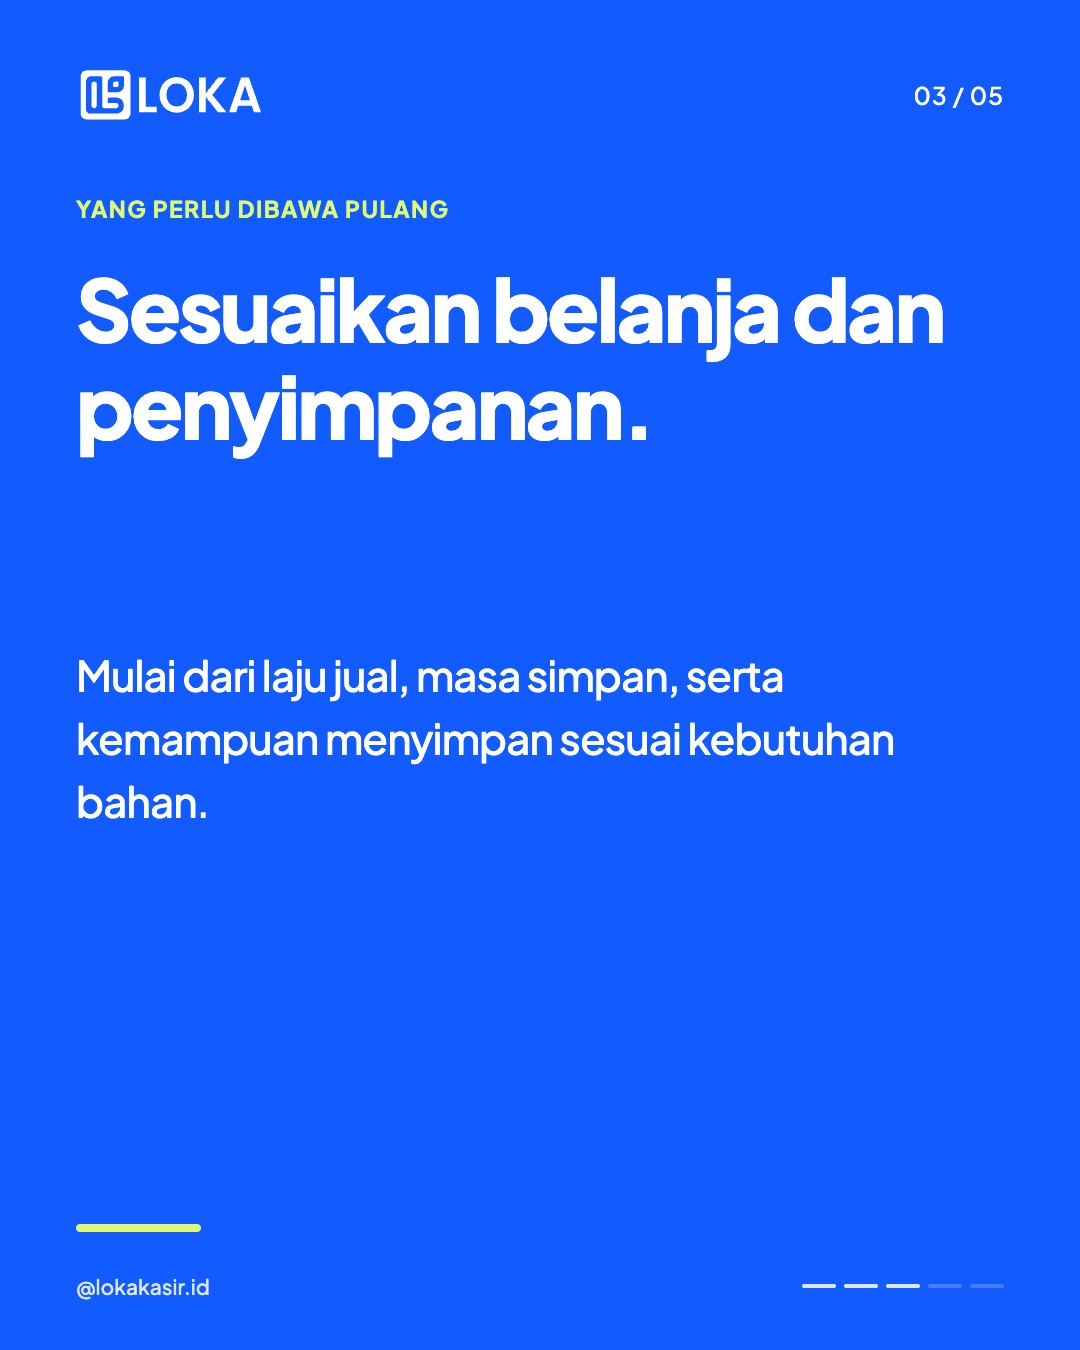 LOKA
03 / 05
YANG PERLU DIBAWA PULANG
Sesuaikan belanja dan
penyimpanan.
Mulai dari laju jual, masa simpan, serta
kemampuan menyimpan sesuai kebutuhan
bahan.
@lokakasir.id